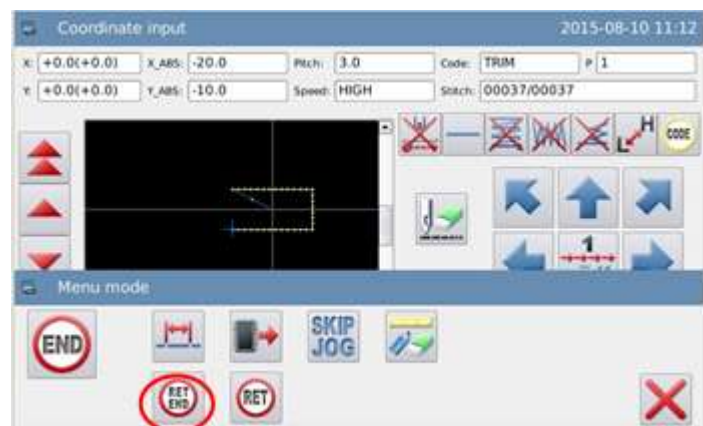 Coordinate input 2015-08-10 11:12
X: +0.0(+0.0) X_ABS: -20.0 Pitch: 3.0 Code: TRIM P 1
Y: +0.0(+0.0) Y_ABS: -10.0 Speed: HIGH Stitch: 00037/00037
H
L
CODE
1
Menu mode
END
SKIP
JOG
RET
END
RET